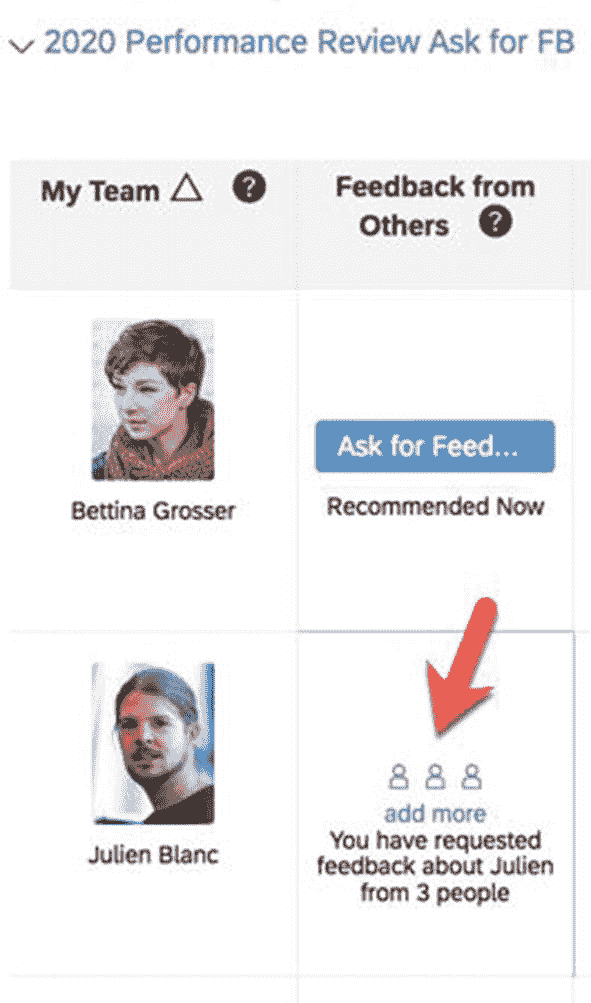 2020 Performance Review Ask for FB
My Team
?
Feedback from
Others
?
Ask for Feed...
Bettina Grosser
Recommended Now
add more
You have requested
Julien Blanc
feedback about Julien
from 3 people